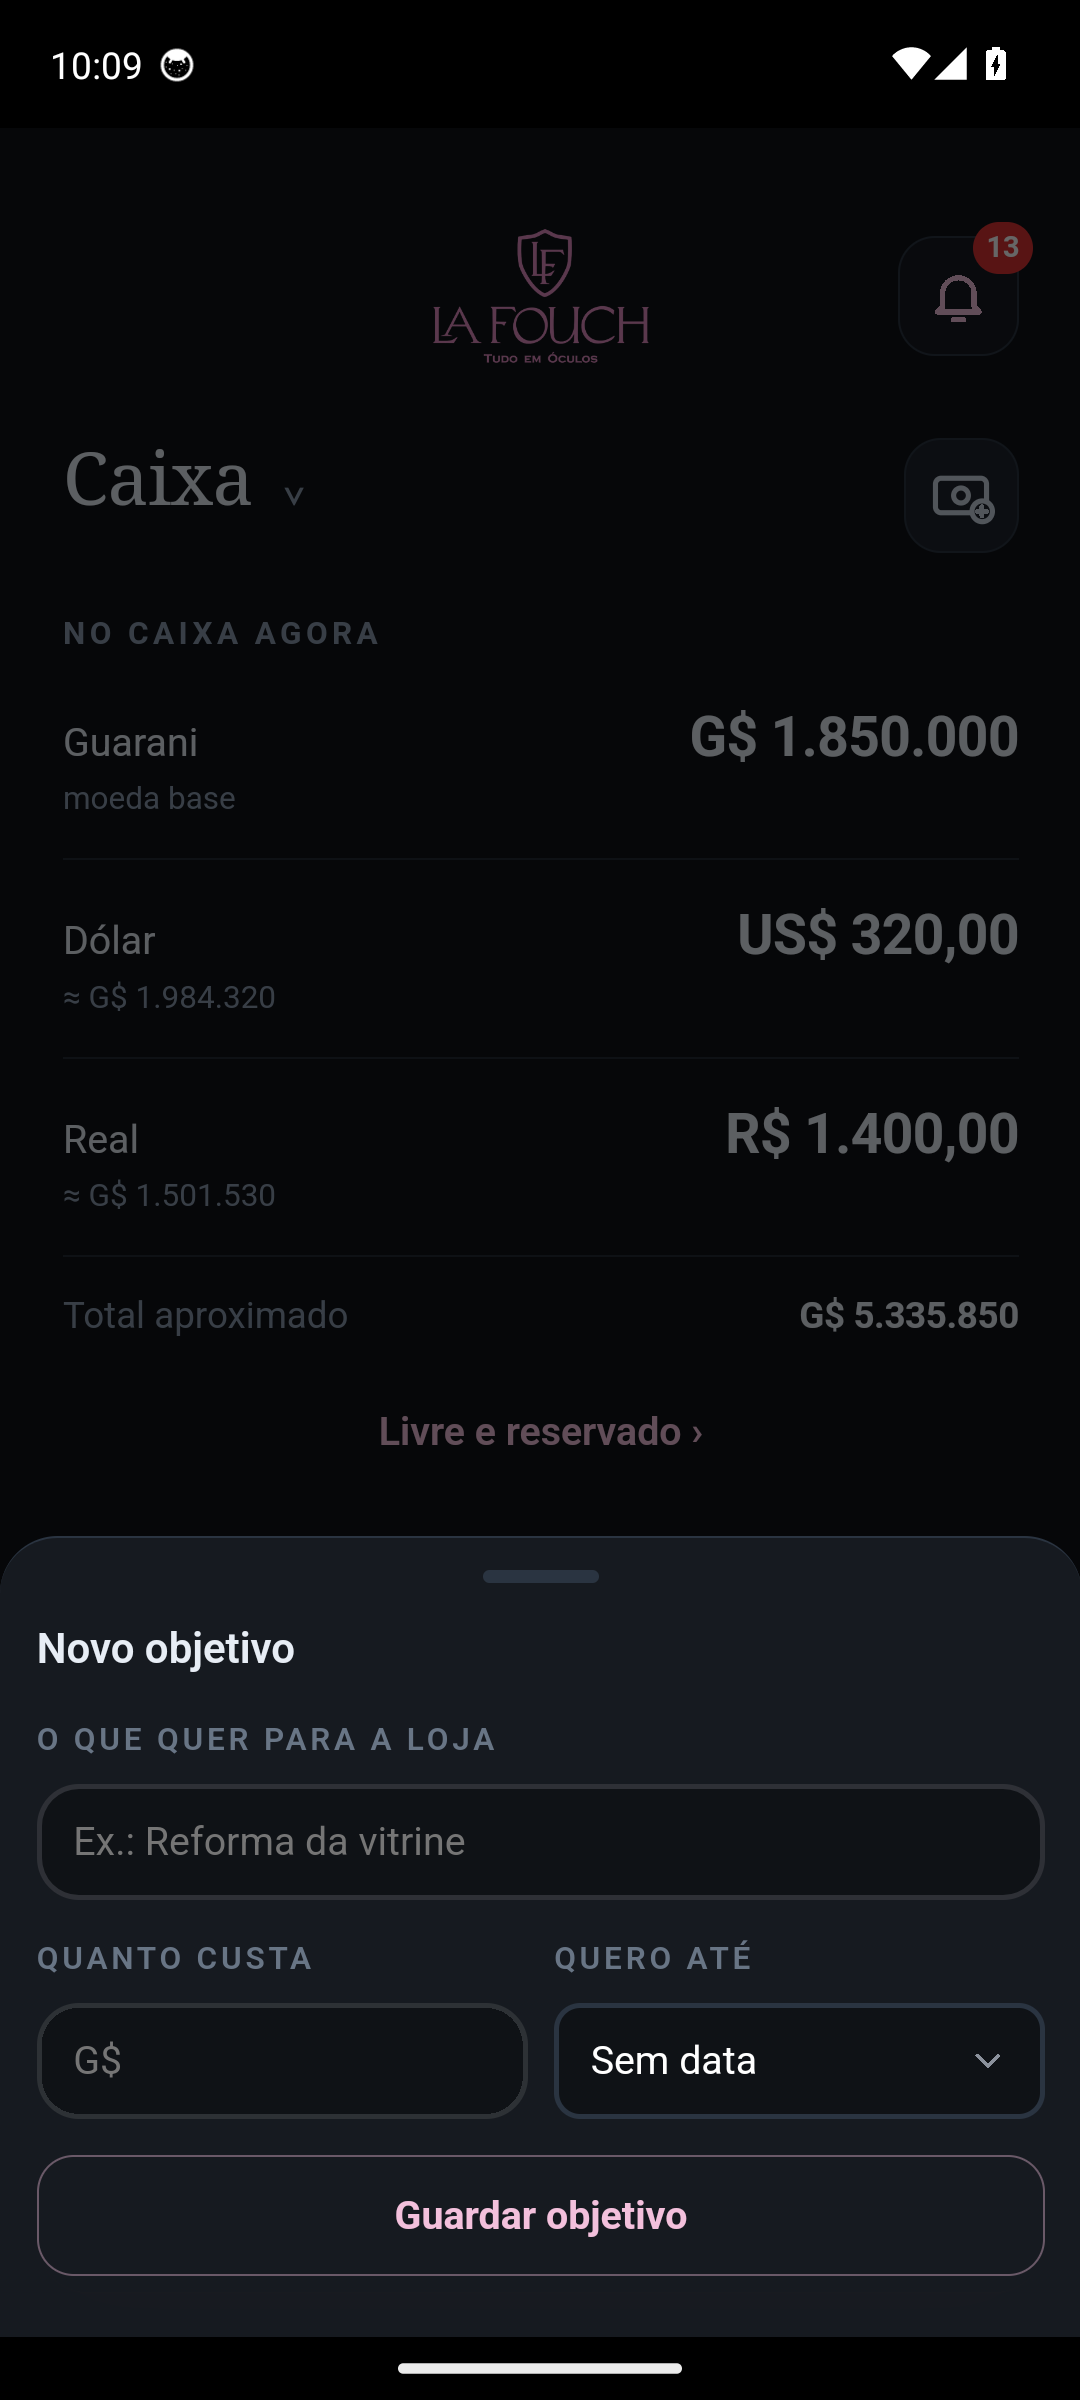 10:09
13
LF
LA FOUCH
TUDO EM ÓCULOS
Caixa
NO CAIXA AGORA
Guarani
G$ 1.850.000
moeda base
Dólar
US$ 320,00
≈ G$ 1.984.320
Real
R$ 1.400,00
≈ G$ 1.501.530
Total aproximado
G$ 5.335.850
Livre e reservado ›
Novo objetivo
O QUE QUER PARA A LOJA
Ex.: Reforma da vitrine
QUANTO CUSTA
QUERO ATÉ
G$
Sem data
Guardar objetivo